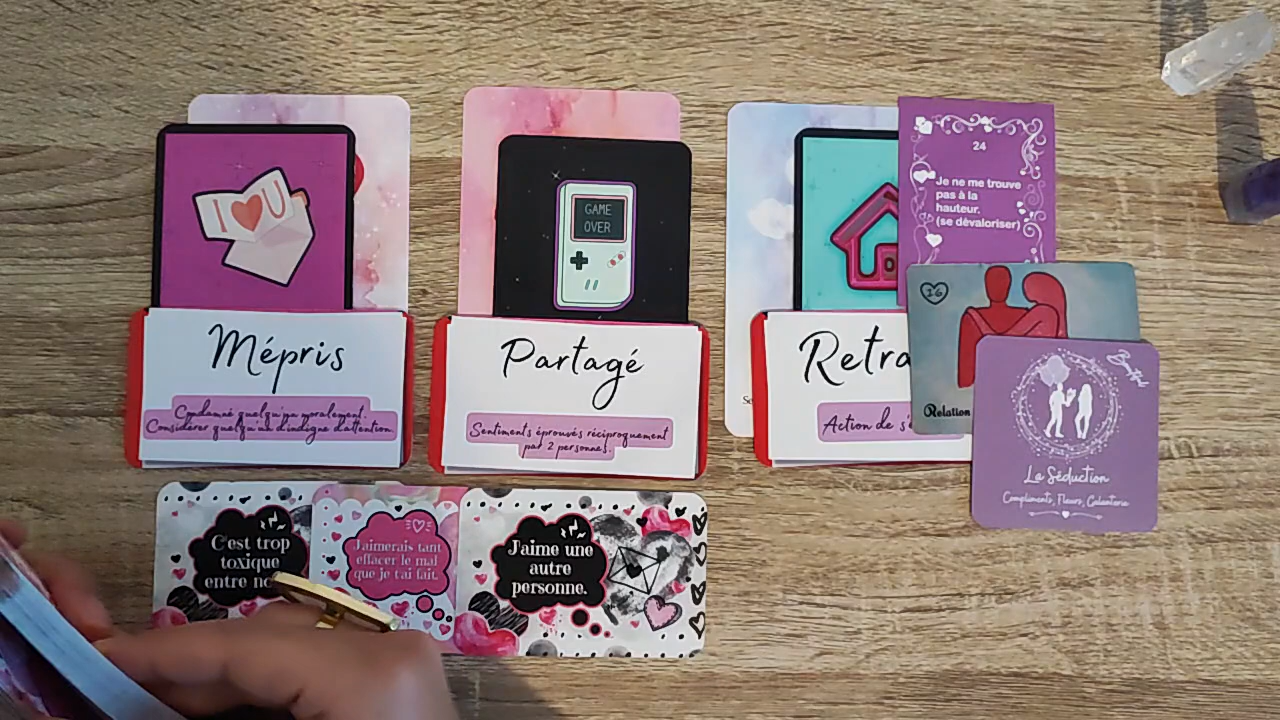 I U
Mépris
Condamné quelqu'un moralement.
Considérer quelqu'un d'indigne d'attention.
GAME
OVER
Partagé
Sentiments éprouvés réciproquement
par 2 personnes.
Retra
Action de s'é
24
Je ne me trouve
pas à la
hauteur.
(se dévaloriser)
16
Relation
Beautiful
La Séduction
Compliments, Fleurs, Galanterie
C'est trop
toxique
entre no
J'aimerais tant
effacer le mal
que je t'ai fait.
J'aime une
autre
personne.